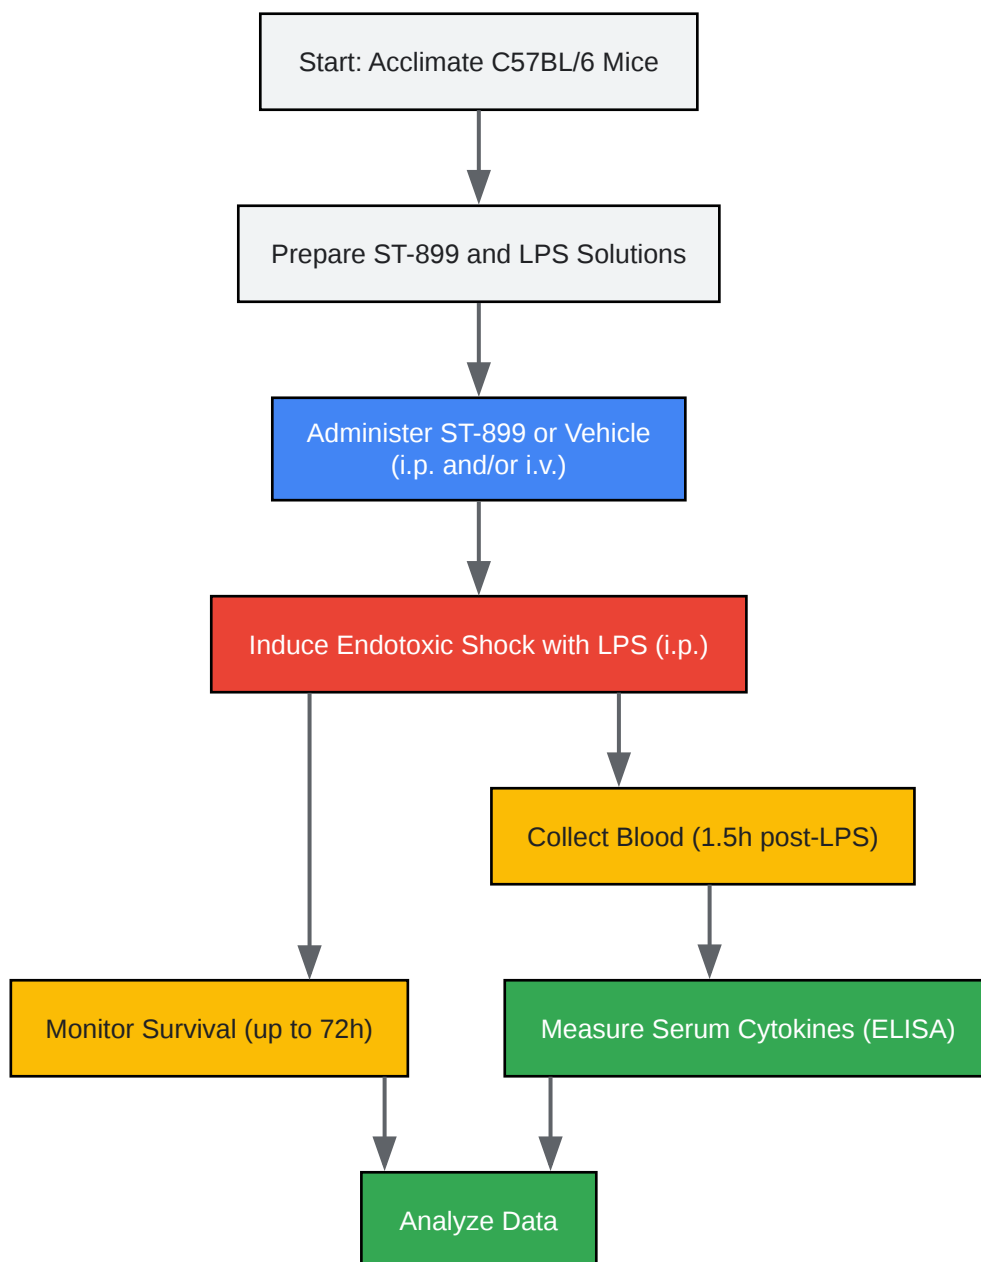 Start: Acclimate C57BL/6 Mice
Prepare ST-899 and LPS Solutions
Administer ST-899 or Vehicle
(i.p. and/or i.v.)
Induce Endotoxic Shock with LPS (i.p.)
Collect Blood (1.5h post-LPS)
Monitor Survival (up to 72h)
Measure Serum Cytokines (ELISA)
Analyze Data